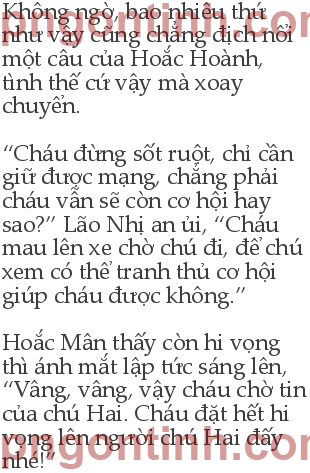 Không ngờ, bao nhiêu thứ
như vậy cũng chẳng địch nổi
một câu của Hoắc Hoành,
tình thế cứ vậy mà xoay
chuyển.

“Cháu đừng sốt ruột, chỉ cần
giữ được mạng, chẳng phải
cháu vẫn sẽ còn cơ hội hay
sao?” Lão Nhị an ủi, “Cháu
mau lên xe chờ chú đi, để chú
xem có thể tranh thủ cơ hội
giúp cháu được không.”

Hoắc Mân thấy còn hi vọng
thì ánh mắt lập tức sáng lên,
“Vâng, vâng, vậy cháu chờ tin
của chú Hai. Cháu đặt hết hi
vọng lên người chú Hai đấy
nhé!”
pngontinh.com
pngontinh.com